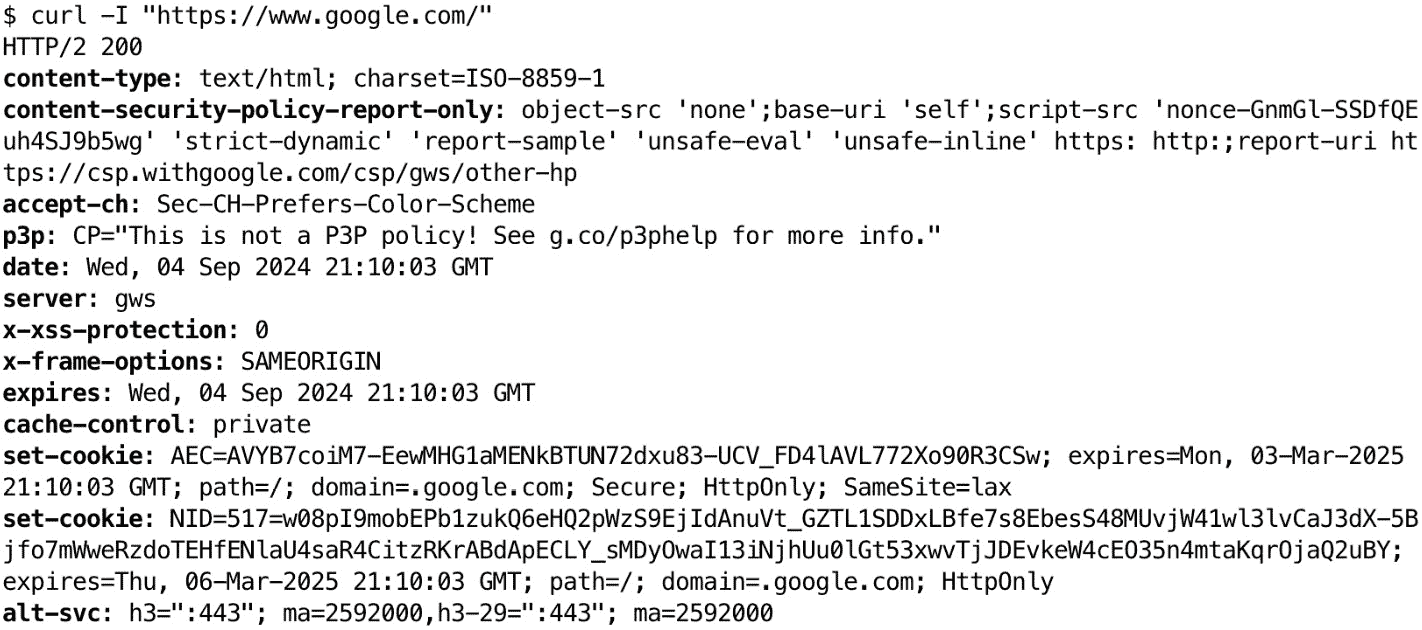 $ curl -I "https://www.google.com/"
HTTP/2 200
content-type: text/html; charset=ISO-8859-1
content-security-policy-report-only: object-src 'none';base-uri 'self';script-src 'nonce-GnmGl-SSDfQE
uh4SJ9b5wg' 'strict-dynamic' 'report-sample' 'unsafe-eval' 'unsafe-inline' https: http:;report-uri ht
tps://csp.withgoogle.com/csp/gws/other-hp
accept-ch: Sec-CH-Prefers-Color-Scheme
p3p: CP="This is not a P3P policy! See g.co/p3phelp for more info."
date: Wed, 04 Sep 2024 21:10:03 GMT
server: gws
x-xss-protection: 0
x-frame-options: SAMEORIGIN
expires: Wed, 04 Sep 2024 21:10:03 GMT
cache-control: private
set-cookie: AEC=AVYB7coiM7-EewMHG1aMENkBTUN72dxu83-UCV_FD4lAVL772Xo90R3CSw; expires=Mon, 03-Mar-2025
21:10:03 GMT; path=/; domain=.google.com; Secure; HttpOnly; SameSite=lax
set-cookie: NID=517=w08pI9mobEPb1zukQ6eHQ2pWzS9EjIdAnuVt_GZTL1SDDxLBfe7s8EbesS48MUvjW41wl3lvCaJ3dX-5B
jfo7mWweRzdoTEHfENlaU4saR4CitzRKrABdApECLY_sMDyOwaI13iNjhUu0lGt53xwvTjJDEvkeW4cEO35n4mtaKqrOjaQ2uBY;
expires=Thu, 06-Mar-2025 21:10:03 GMT; path=/; domain=.google.com; HttpOnly
alt-svc: h3=":443"; ma=2592000,h3-29=":443"; ma=2592000